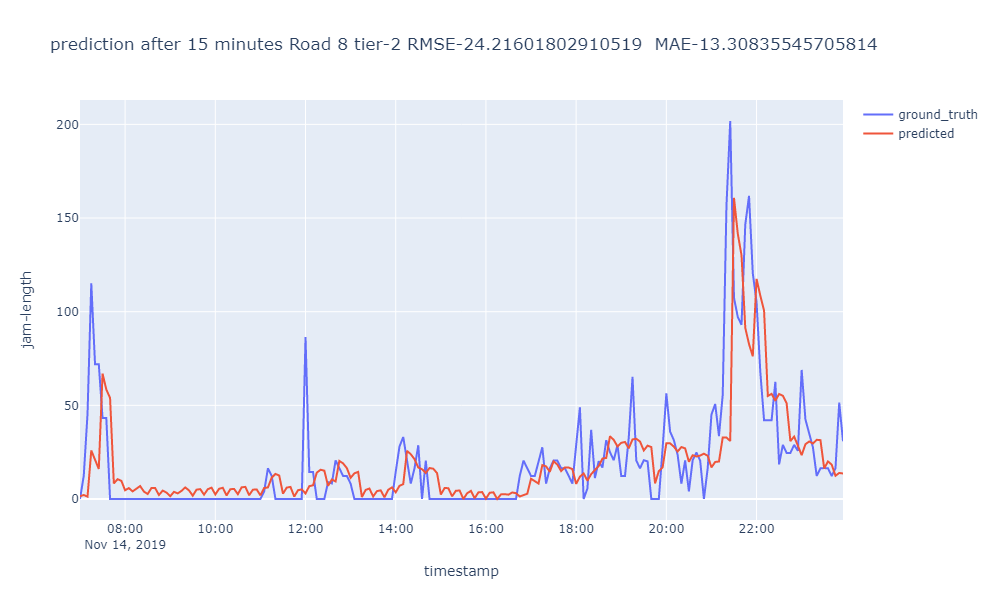 prediction after 15 minutes Road 8 tier-2 RMSE-24.21601802910519  MAE-13.30835545705814
ground_truth
predicted
200
150
100
50
0
jam-length
08:00 10:00 12:00 14:00 16:00 18:00 20:00 22:00
Nov 14, 2019
timestamp